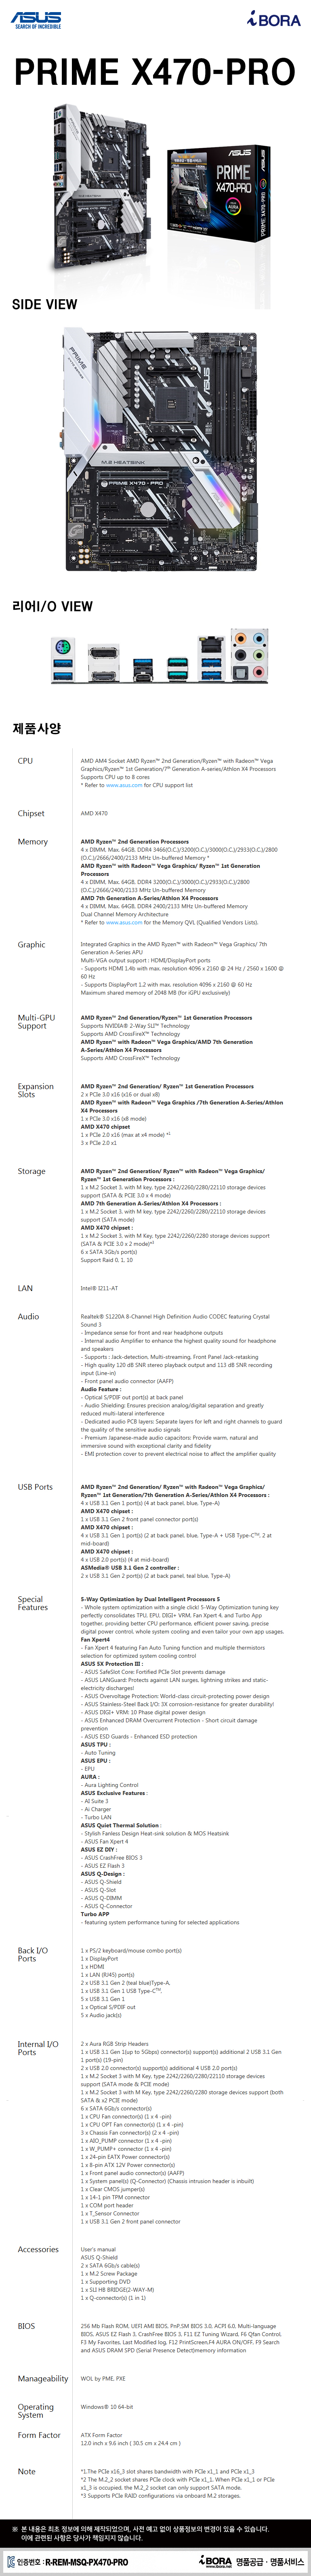 ASUS
SEARCH OF INCREDIBLE
iBORA
PRIME X470-PRO
ASUS
PRIME
X470-PRO
PRIME X470-PRO
SIDE VIEW
PRIME
ASUS
M.2 HEATSINK
PRIME X470 - PRO
리어I/O VIEW
제품사양
CPU
AMD AM4 Socket AMD Ryzen™ 2nd Generation/Ryzen™ with Radeon™ Vega
Graphics/Ryzen™ 1st Generation/7th Generation A-series/Athlon X4 Processors
Supports CPU up to 8 cores
* Refer to www.asus.com for CPU support list
Chipset
AMD X470
Memory
AMD Ryzen™ 2nd Generation Processors
4 x DIMM, Max. 64GB, DDR4 3466(O.C.)/3200(O.C.)/3000(O.C.)/2933(O.C.)/2800
(O.C.)/2666/2400/2133 MHz Un-buffered Memory *
AMD Ryzen™ with Radeon™ Vega Graphics/ Ryzen™ 1st Generation
Processors
4 x DIMM, Max. 64GB, DDR4 3200(O.C.)/3000(O.C.)/2933(O.C.)/2800
(O.C.)/2666/2400/2133 MHz Un-buffered Memory
AMD 7th Generation A-Series/Athlon X4 Processors
4 x DIMM, Max. 64GB, DDR4 2400/2133 MHz Un-buffered Memory
Dual Channel Memory Architecture
* Refer to www.asus.com for the Memory QVL (Qualified Vendors Lists).
Graphic
Integrated Graphics in the AMD Ryzen™ with Radeon™ Vega Graphics/ 7th
Generation A-Series APU
Multi-VGA output support : HDMI/DisplayPort ports
- Supports HDMI 1.4b with max. resolution 4096 x 2160 @ 24 Hz / 2560 x 1600 @
60 Hz
- Supports DisplayPort 1.2 with max. resolution 4096 x 2160 @ 60 Hz
Maximum shared memory of 2048 MB (for iGPU exclusively)
Multi-GPU
Support
AMD Ryzen™ 2nd Generation/Ryzen™ 1st Generation Processors
Supports NVIDIA® 2-Way SLI™ Technology
Supports AMD CrossFireX™ Technology
AMD Ryzen™ with Radeon™ Vega Graphics/AMD 7th Generation
A-Series/Athlon X4 Processors
Supports AMD CrossFireX™ Technology
Expansion
Slots
AMD Ryzen™ 2nd Generation/ Ryzen™ 1st Generation Processors
2 x PCIe 3.0 x16 (x16 or dual x8)
AMD Ryzen™ with Radeon™ Vega Graphics /7th Generation A-Series/Athlon
X4 Processors
1 x PCIe 3.0 x16 (x8 mode)
AMD X470 chipset
1 x PCIe 2.0 x16 (max at x4 mode) *1
3 x PCIe 2.0 x1
Storage
AMD Ryzen™ 2nd Generation/ Ryzen™ with Radeon™ Vega Graphics/
Ryzen™ 1st Generation Processors :
1 x M.2 Socket 3, with M key, type 2242/2260/2280/22110 storage devices
support (SATA & PCIE 3.0 x 4 mode)
AMD 7th Generation A-Series/Athlon X4 Processors :
1 x M.2 Socket 3, with M key, type 2242/2260/2280/22110 storage devices
support (SATA mode)
AMD X470 chipset :
1 x M.2 Socket 3, with M Key, type 2242/2260/2280 storage devices support
(SATA & PCIE 3.0 x 2 mode)*²
6 x SATA 3Gb/s port(s)
Support Raid 0, 1, 10
LAN
Intel® I211-AT
Audio
Realtek® S1220A 8-Channel High Definition Audio CODEC featuring Crystal
Sound 3
- Impedance sense for front and rear headphone outputs
- Internal audio Amplifier to enhance the highest quality sound for headphone
and speakers
- Supports : Jack-detection, Multi-streaming, Front Panel Jack-retasking
- High quality 120 dB SNR stereo playback output and 113 dB SNR recording
input (Line-in)
- Front panel audio connector (AAFP)
Audio Feature :
- Optical S/PDIF out port(s) at back panel
- Audio Shielding: Ensures precision analog/digital separation and greatly
reduced multi-lateral interference
- Dedicated audio PCB layers: Separate layers for left and right channels to guard
the quality of the sensitive audio signals
- Premium Japanese-made audio capacitors: Provide warm, natural and
immersive sound with exceptional clarity and fidelity
- EMI protection cover to prevent electrical noise to affect the amplifier quality
USB Ports
AMD Ryzen™ 2nd Generation/ Ryzen™ with Radeon™ Vega Graphics/
Ryzen™ 1st Generation/7th Generation A-Series/Athlon X4 Processors :
4 x USB 3.1 Gen 1 port(s) (4 at back panel, blue, Type-A)
AMD X470 chipset :
1 x USB 3.1 Gen 2 front panel connector port(s)
AMD X470 chipset :
4 x USB 3.1 Gen 1 port(s) (2 at back panel, blue, Type-A + USB Type-C™, 2 at
mid-board)
AMD X470 chipset :
4 x USB 2.0 port(s) (4 at mid-board)
ASMedia® USB 3.1 Gen 2 controller :
2 x USB 3.1 Gen 2 port(s) (2 at back panel, teal blue, Type-A)
Special
Features
5-Way Optimization by Dual Intelligent Processors 5
- Whole system optimization with a single click! 5-Way Optimization tuning key
perfectly consolidates TPU, EPU, DIGI+ VRM, Fan Xpert 4, and Turbo App
together, providing better CPU performance, efficient power saving, precise
digital power control, whole system cooling and even tailor your own app usages.
Fan Xpert4
- Fan Xpert 4 featuring Fan Auto Tuning function and multiple thermistors
selection for optimized system cooling control
ASUS 5X Protection III :
- ASUS SafeSlot Core: Fortified PCIe Slot prevents damage
- ASUS LANGuard: Protects against LAN surges, lightning strikes and static-
electricity discharges!
- ASUS Overvoltage Protection: World-class circuit-protecting power design
- ASUS Stainless-Steel Back I/O: 3X corrosion-resistance for greater durability!
- ASUS DIGI+ VRM: 10 Phase digital power design
- ASUS Enhanced DRAM Overcurrent Protection - Short circuit damage
prevention
- ASUS ESD Guards - Enhanced ESD protection
ASUS TPU :
- Auto Tuning
ASUS EPU :
- EPU
AURA :
- Aura Lighting Control
ASUS Exclusive Features :
- AI Suite 3
- Ai Charger
- Turbo LAN
ASUS Quiet Thermal Solution :
- Stylish Fanless Design Heat-sink solution & MOS Heatsink
- ASUS Fan Xpert 4
ASUS EZ DIY :
- ASUS CrashFree BIOS 3
- ASUS EZ Flash 3
ASUS Q-Design :
- ASUS Q-Shield
- ASUS Q-Slot
- ASUS Q-DIMM
- ASUS Q-Connector
Turbo APP
- featuring system performance tuning for selected applications
Back I/O
Ports
1 x PS/2 keyboard/mouse combo port(s)
1 x DisplayPort
1 x HDMI
1 x LAN (RJ45) port(s)
2 x USB 3.1 Gen 2 (teal blue)Type-A,
1 x USB 3.1 Gen 1 USB Type-C™,
5 x USB 3.1 Gen 1
1 x Optical S/PDIF out
5 x Audio jack(s)
Internal I/O
Ports
2 x Aura RGB Strip Headers
1 x USB 3.1 Gen 1(up to 5Gbps) connector(s) support(s) additional 2 USB 3.1 Gen
1 port(s) (19-pin)
2 x USB 2.0 connector(s) support(s) additional 4 USB 2.0 port(s)
1 x M.2 Socket 3 with M Key, type 2242/2260/2280/22110 storage devices
support (SATA mode & PCIE mode)
1 x M.2 Socket 3 with M Key, type 2242/2260/2280 storage devices support (both
SATA & x2 PCIE mode)
6 x SATA 6Gb/s connector(s)
1 x CPU Fan connector(s) (1 x 4 -pin)
1 x CPU OPT Fan connector(s) (1 x 4 -pin)
3 x Chassis Fan connector(s) (2 x 4 -pin)
1 x AIO_PUMP connector (1 x 4 -pin)
1 x W_PUMP+ connector (1 x 4 -pin)
1 x 24-pin EATX Power connector(s)
1 x 8-pin ATX 12V Power connector(s)
1 x Front panel audio connector(s) (AAFP)
1 x System panel(s) (Q-Connector) (Chassis intrusion header is inbuilt)
1 x Clear CMOS jumper(s)
1 x 14-1 pin TPM connector
1 x COM port header
1 x T_Sensor Connector
1 x USB 3.1 Gen 2 front panel connector
Accessories
User's manual
ASUS Q-Shield
2 x SATA 6Gb/s cable(s)
1 x M.2 Screw Package
1 x Supporting DVD
1 x SLI HB BRIDGE(2-WAY-M)
1 x Q-connector(s) (1 in 1)
BIOS
256 Mb Flash ROM, UEFI AMI BIOS, PnP,SM BIOS 3.0, ACPI 6.0, Multi-language
BIOS, ASUS EZ Flash 3, CrashFree BIOS 3, F11 EZ Tuning Wizard, F6 Qfan Control,
F3 My Favorites, Last Modified log, F12 PrintScreen,F4 AURA ON/OFF, F9 Search
and ASUS DRAM SPD (Serial Presence Detect)memory information
Manageability
WOL by PME, PXE
Operating
System
Windows® 10 64-bit
Form Factor
ATX Form Factor
12.0 inch x 9.6 inch ( 30.5 cm x 24.4 cm )
Note
*1.The PCIe x16_3 slot shares bandwidth with PCIe x1_1 and PCIe x1_3
*2 The M.2_2 socket shares PCIe clock with PCIe x1_1. When PCIe x1_1 or PCIe
x1_3 is occupied, the M.2_2 socket can only support SATA mode.
*3 Supports PCIe RAID configurations via onboard M.2 storages.
※ 본 내용은 최초 정보에 의해 제작되었으며, 사전 예고 없이 상품정보의 변경이 있을 수 있습니다.
이에 관련된 사항은 당사가 책임지지 않습니다.
인증번호 : R-REM-MSQ-PX470-PRO
iBORA 명품공급·명품서비스
www.ibora.net